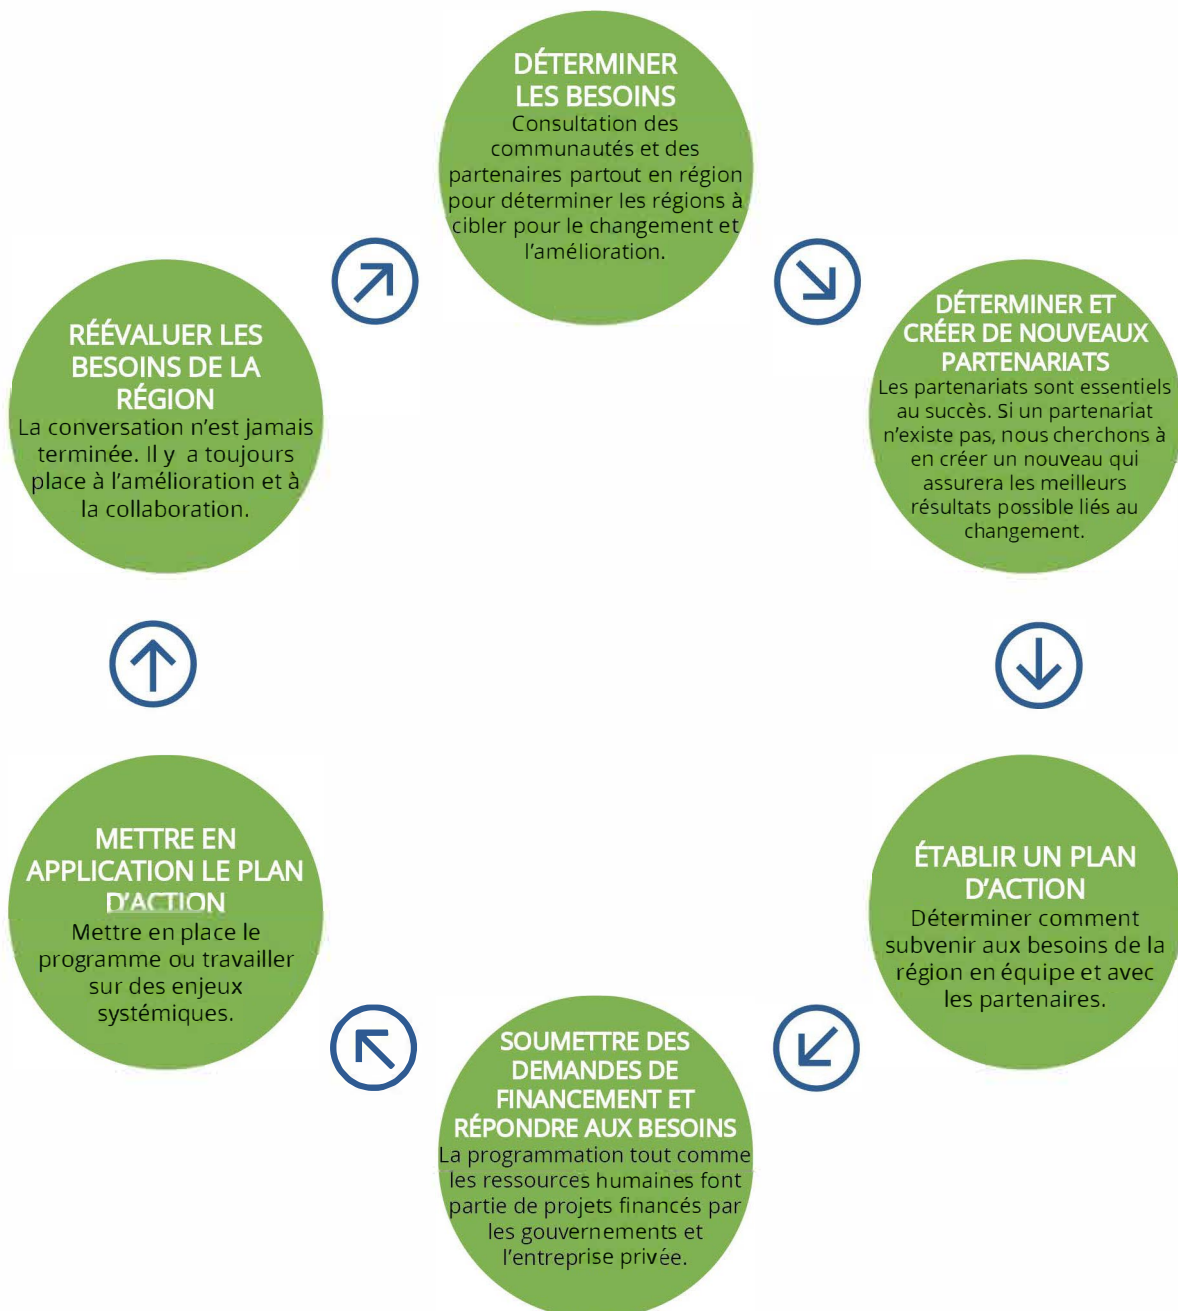 DÉTERMINER
LES BESOINS
Consultation des
communautés et des
partenaires partout en région
pour déterminer les régions à
cibler pour le changement et
l'amélioration.
DÉTERMINER ET
CRÉER DE NOUVEAUX
PARTENARIATS
Les partenariats sont essentiels
au succès. Si un partenariat
n'existe pas, nous cherchons à
en créer un nouveau qui
assurera les meilleurs
résultats possible liés au
changement.
ÉTABLIR UN PLAN
D'ACTION
Déterminer comment
subvenir aux besoins de la
région en équipe et avec
les partenaires.
SOUMETTRE DES
DEMANDES DE
FINANCEMENT ET
RÉPONDRE AUX BESOINS
La programmation tout comme
les ressources humaines font
partie de projets financés par
les gouvernements et
l'entreprise privée.
METTRE EN
APPLICATION LE PLAN
D'ACTION
Mettre en place le
programme ou travailler
sur des enjeux
systémiques.
RÉÉVALUER LES
BESOINS DE LA
RÉGION
La conversation n'est jamais
terminée. Il y a toujours
place à l'amélioration et à
la collaboration.